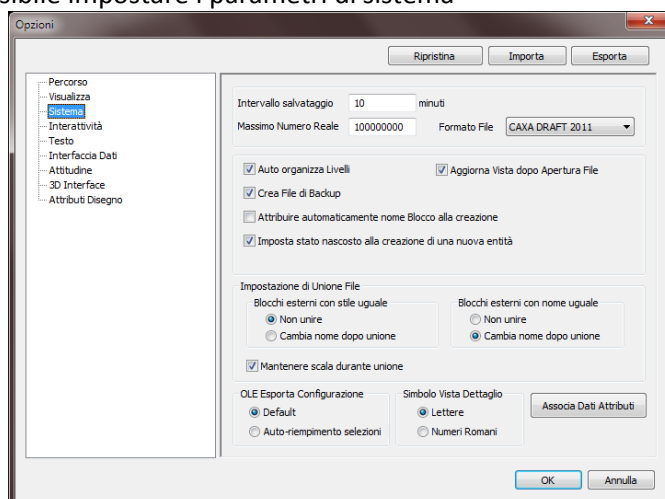 sibile impostare i parametri di sistema
Opzioni
Ripristina Importa Esporta
Percorso
Visualizza
Sistema
Interattività
Testo
Interfaccia Dati
Attitudine
3D Interface
Attributi Disegno
Intervallo salvataggio 10 minuti
Massimo Numero Reale 100000000 Formato File CAXA DRAFT 2011
Auto organizza Livelli Aggiorna Vista dopo Apertura File
Crea File di Backup
Attribuire automaticamente nome Blocco alla creazione
Imposta stato nascosto alla creazione di una nuova entità
Impostazione di Unione File
Blocchi esterni con stile uguale Blocchi esterni con nome uguale
Non unire Non unire
Cambia nome dopo unione Cambia nome dopo unione
Mantenere scala durante unione
OLE Esporta Configurazione Simbolo Vista Dettaglio
Default Lettere Associa Dati Attributi
Auto-riempimento selezioni Numeri Romani
OK Annulla